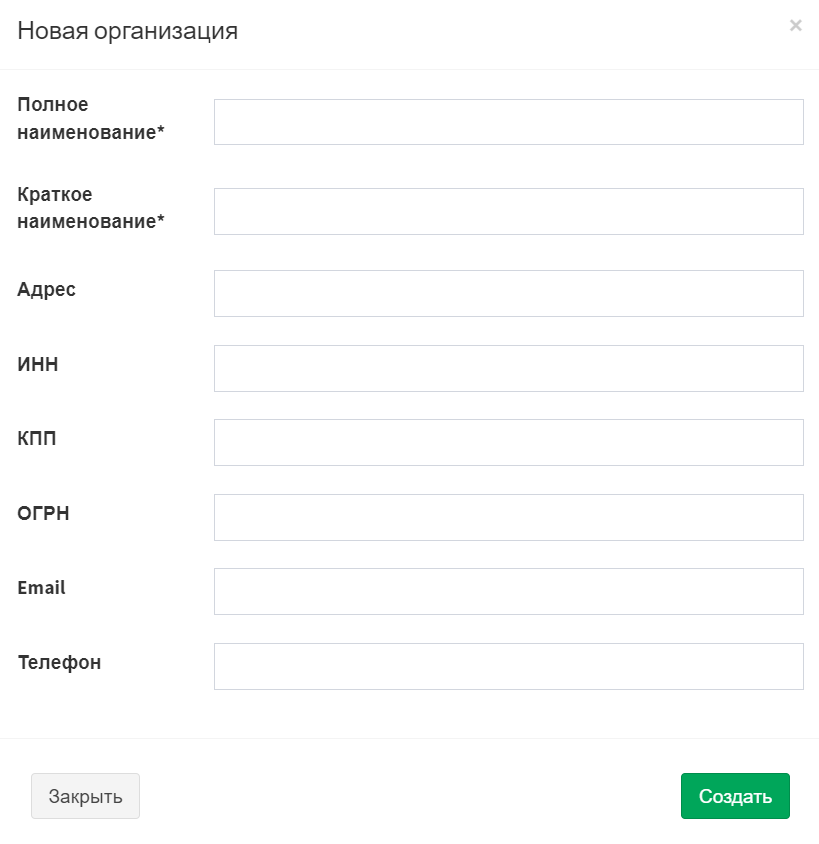 Новая организация
×
Полное
наименование*
Краткое
наименование*
Адрес
ИНН
КПП
ОГРН
Email
Телефон
Закрыть
Создать